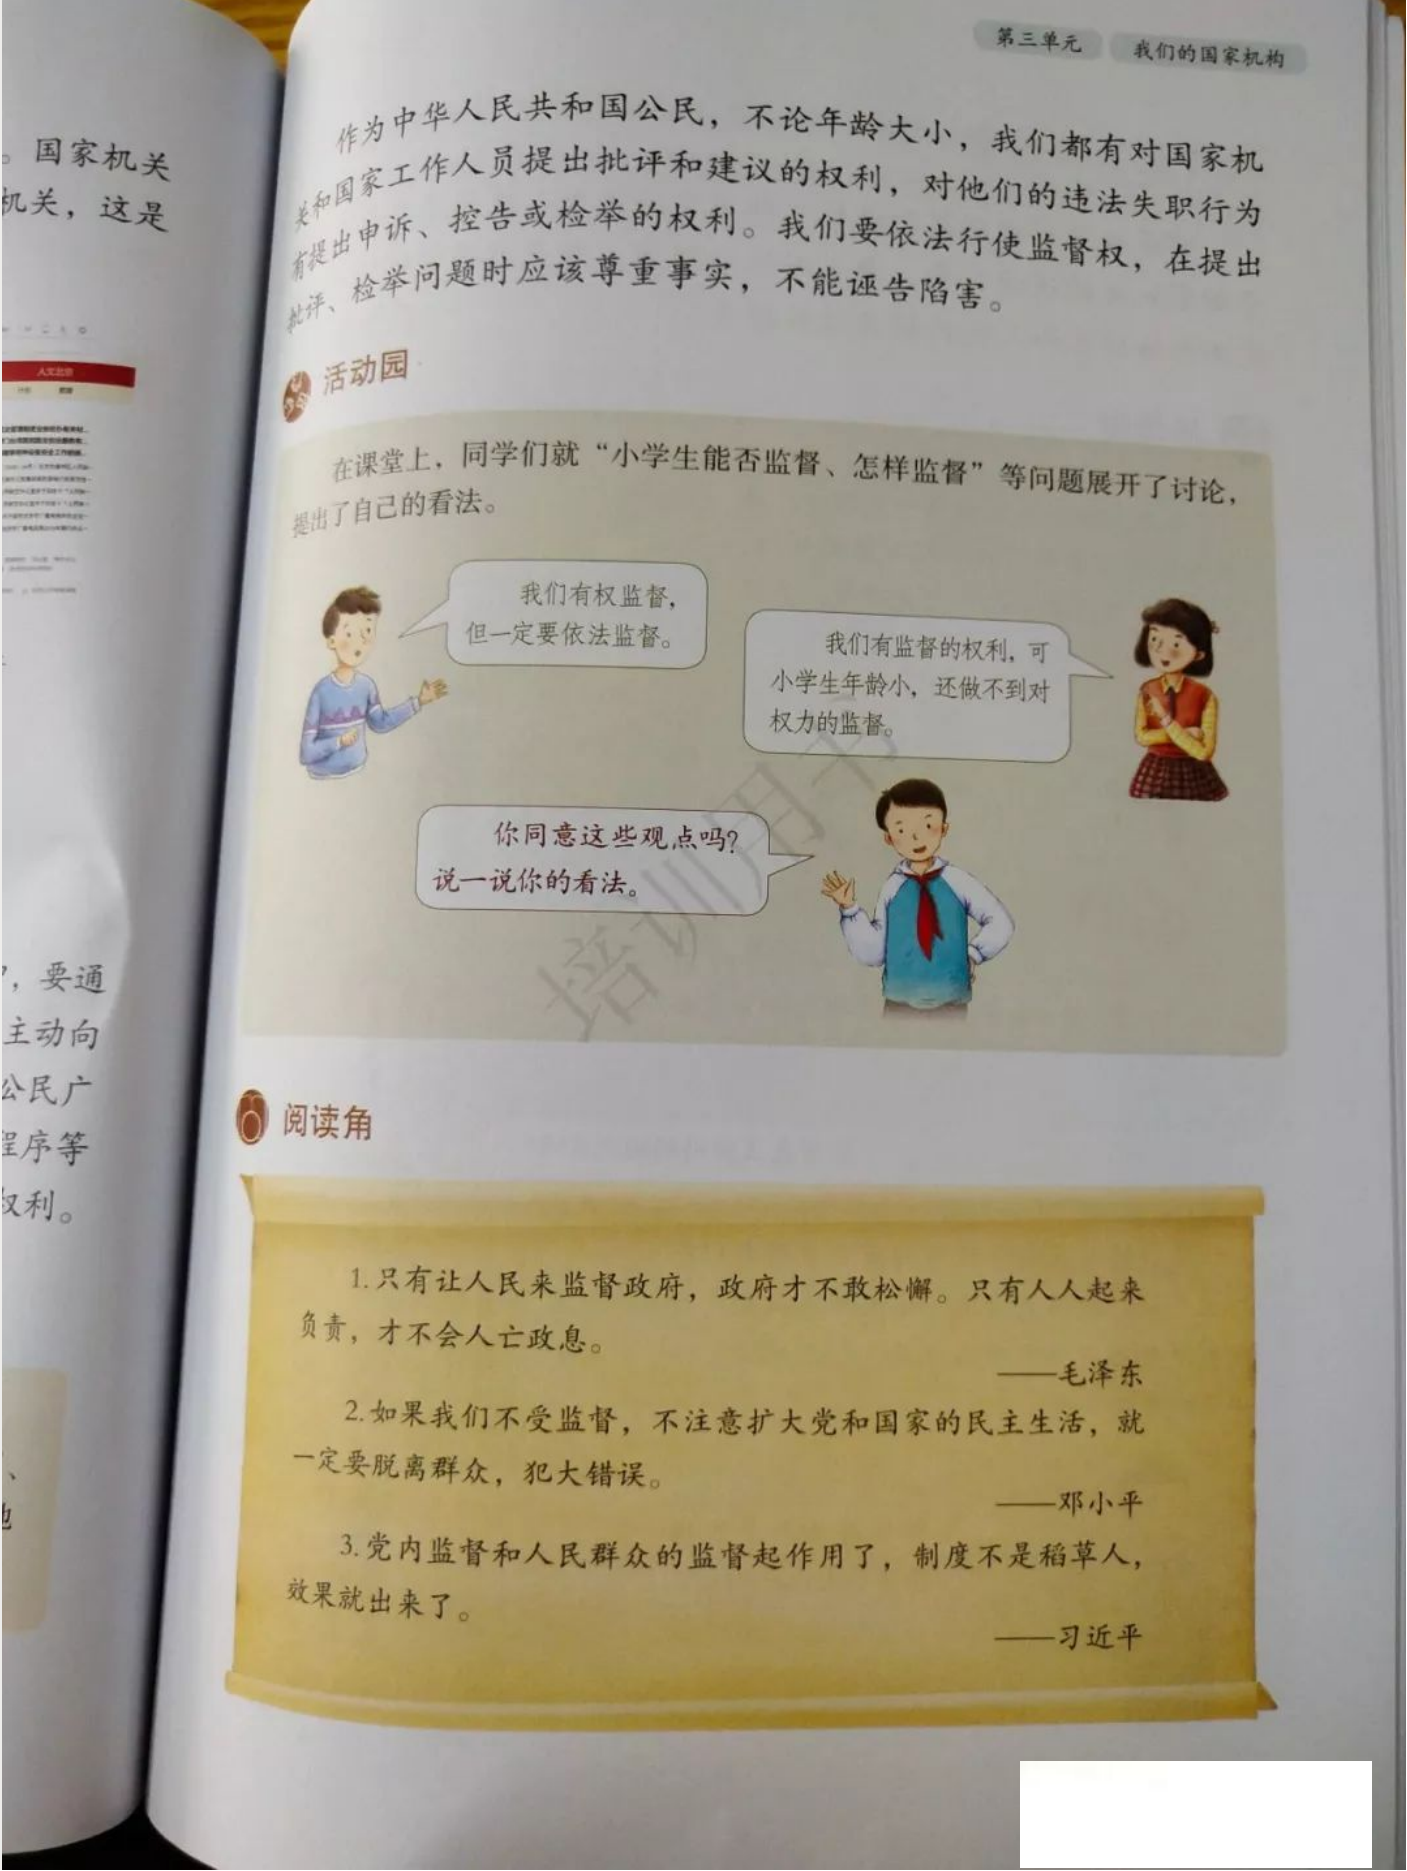 。国家机关
机关，这是
人文北京
，要通
主动向
公民广
程序等
权利。
第三单元 我们的国家机构
作为中华人民共和国公民，不论年龄大小，我们都有对国家机
关和国家工作人员提出批评和建议的权利，对他们的违法失职行为
有提出申诉、控告或检举的权利。我们要依法行使监督权，在提出
批评、检举问题时应该尊重事实，不能诬告陷害。
活动园
在课堂上，同学们就“小学生能否监督、怎样监督”等问题展开了讨论，
提出了自己的看法。
我们有权监督，
但一定要依法监督。
我们有监督的权利，可
小学生年龄小，还做不到对
权力的监督。
你同意这些观点吗？
说一说你的看法。
培训用书
阅读角
1.只有让人民来监督政府，政府才不敢松懈。只有人人起来
负责，才不会人亡政息。
——毛泽东
2.如果我们不受监督，不注意扩大党和国家的民主生活，就
一定要脱离群众，犯大错误。
——邓小平
3.党内监督和人民群众的监督起作用了，制度不是稻草人，
效果就出来了。
——习近平